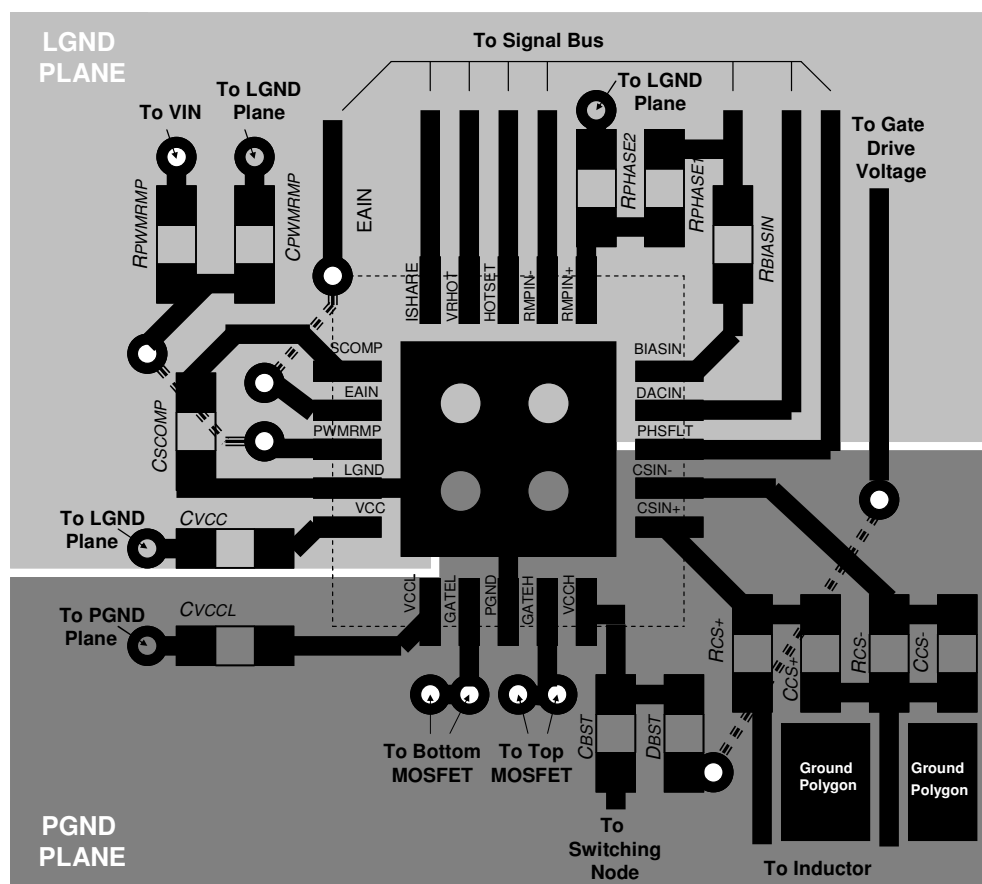 LGND
PLANE
To Signal Bus
To LGND
Plane
To VIN
To LGND
Plane
To Gate
Drive
Voltage
RPWMRMP
CPWMRMP
EAIN
RPHASE2
RPHASE1
RBIASIN
ISHARE
VRHOT
HOTSET
RMPIN-
RMPIN+
SCOMP
EAIN
PWMRMP
LGND
VCC
BIASIN
DACIN
PHSFLT
CSIN-
CSIN+
CSCOMP
CVCC
To LGND
Plane
VCCL
GATEL
PGND
GATEH
VCCH
CVCCL
To PGND
Plane
RCS+
CCS+
RCS-
CCS-
CBST
DBST
To Bottom
MOSFET
To Top
MOSFET
Ground
Polygon
Ground
Polygon
To
Switching
Node
To Inductor
PGND
PLANE